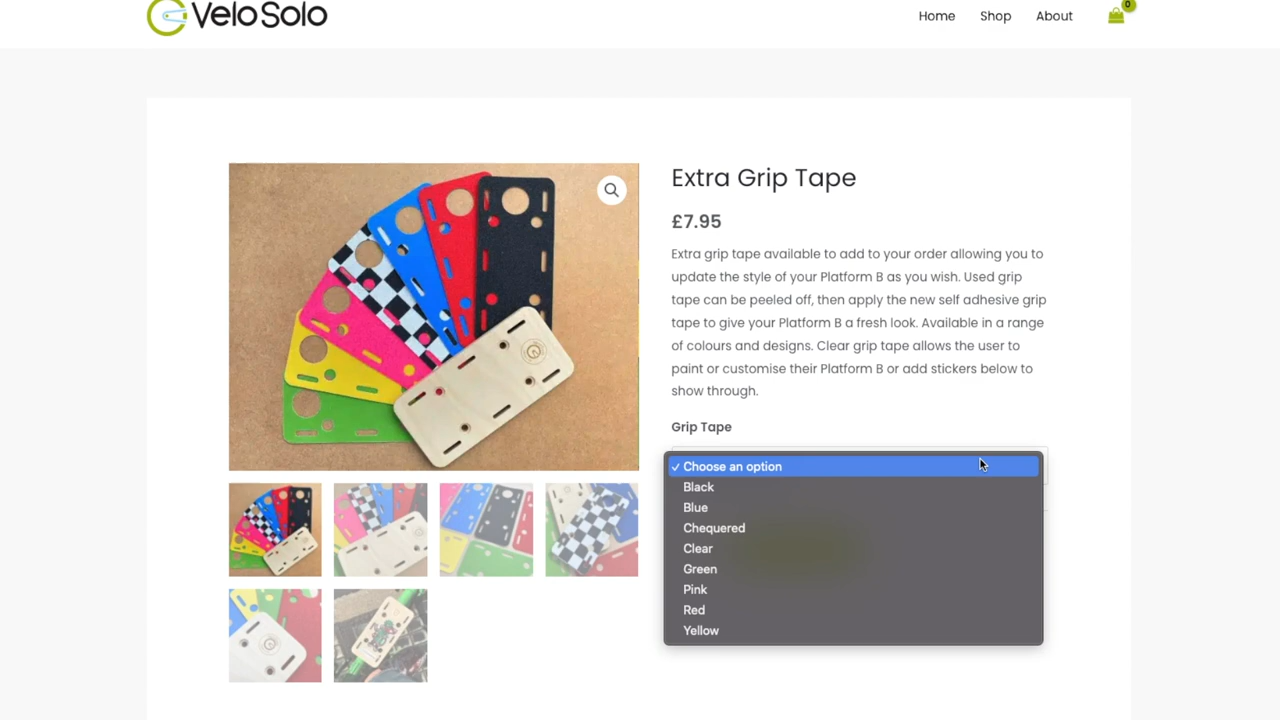 Velo Solo
Home Shop About
0
Extra Grip Tape
£7.95
Extra grip tape available to add to your order allowing you to
update the style of your Platform B as you wish. Used grip
tape can be peeled off, then apply the new self adhesive grip
tape to give your Platform B a fresh look. Available in a range
of colours and designs. Clear grip tape allows the user to
paint or customise their Platform B or add stickers below to
show through.
Grip Tape
✓ Choose an option
Black
Blue
Chequered
Clear
Green
Pink
Red
Yellow